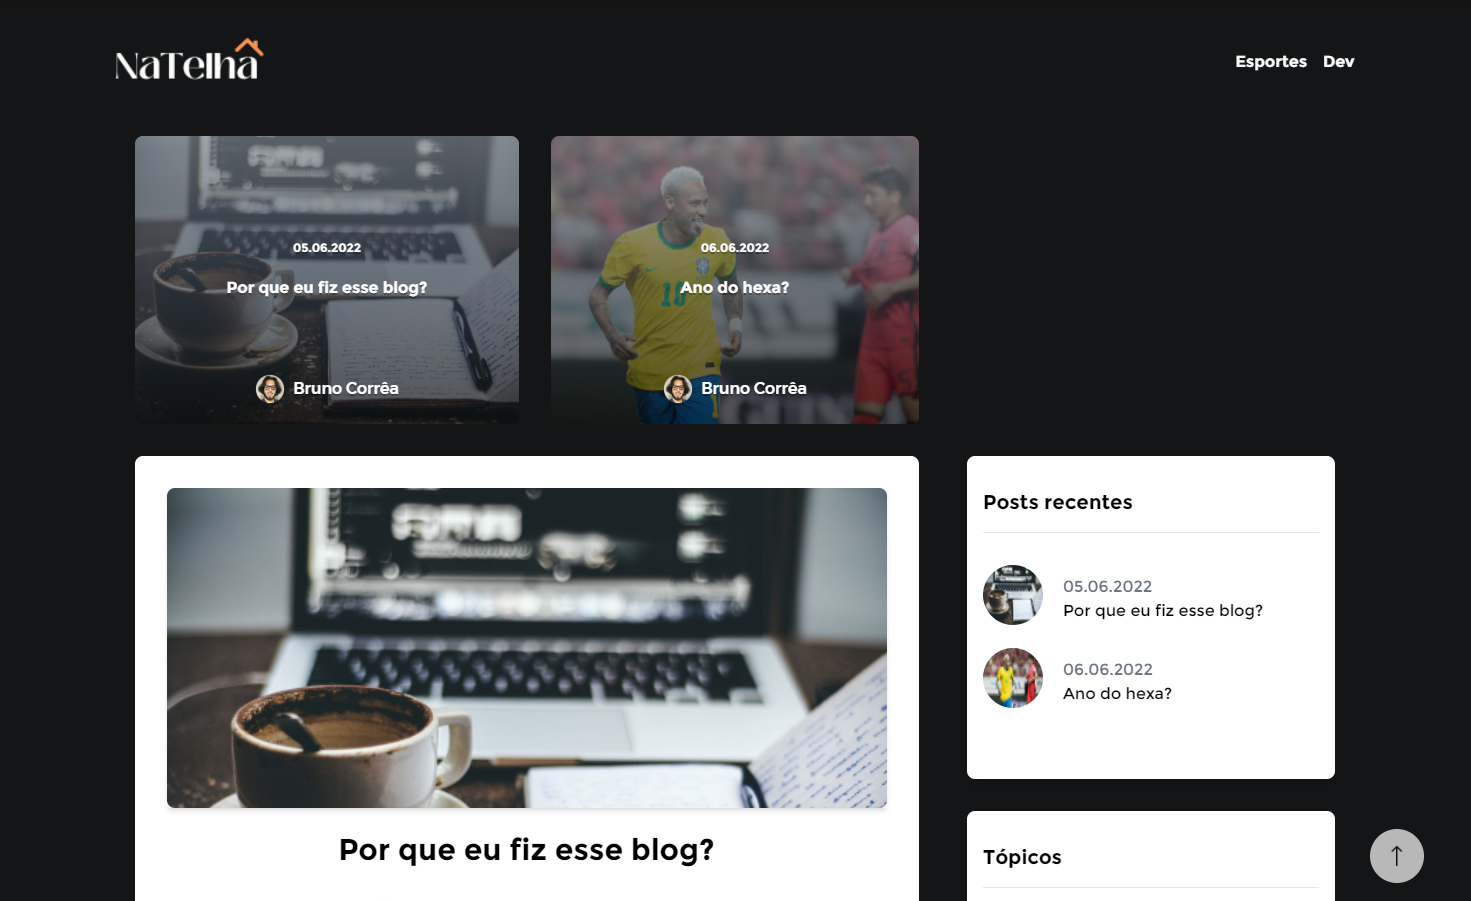 NaTelha
Esportes Dev
05.06.2022
Por que eu fiz esse blog?
Bruno Corrêa
06.06.2022
10
Ano do hexa?
Bruno Corrêa
Por que eu fiz esse blog?
Posts recentes
05.06.2022
Por que eu fiz esse blog?
06.06.2022
Ano do hexa?
Tópicos